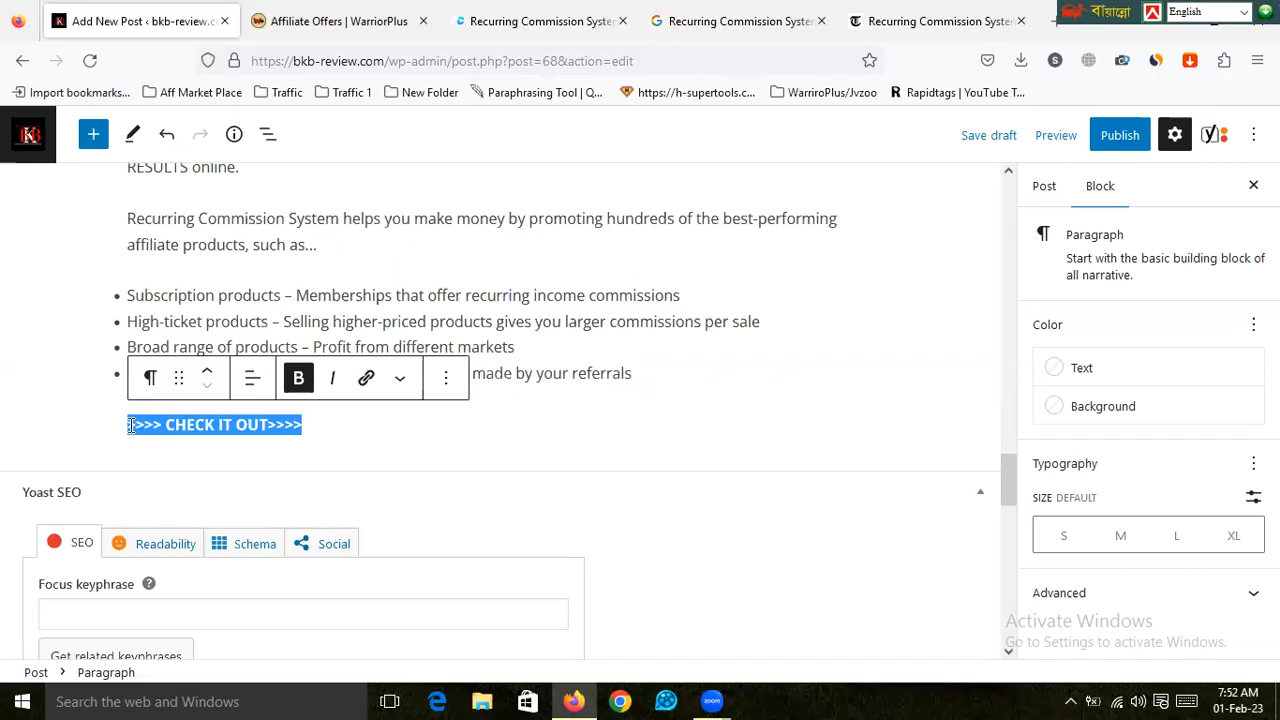 Add New Post ‹ bkb-review.c
Affiliate Offers | WarriorPlus
Recurring Commission System
Recurring Commission System
Recurring Commission System
বায়ান্নো
English
https://bkb-review.com/wp-admin/post.php?post=68&action=edit
Import bookmarks...
Aff Market Place
Traffic
Traffic 1
New Folder
Paraphrasing Tool | Q...
https://h-supertools.c...
WarriroPlus/Jvzoo
Rapidtags | YouTube T...
Save draft
Preview
Publish
RESULTS online.
Recurring Commission System helps you make money by promoting hundreds of the best-performing
affiliate products, such as…
• Subscription products – Memberships that offer recurring income commissions
• High-ticket products – Selling higher-priced products gives you larger commissions per sale
• Broad range of products – Profit from different markets
made by your referrals
B I
>>>> CHECK IT OUT>>>>
Post
Block
Paragraph
Start with the basic building block of
all narrative.
Color
Text
Background
Typography
SIZE DEFAULT
S M L XL
Advanced
Yoast SEO
SEO
Readability
Schema
Social
Focus keyphrase
Get related keyphrases
Activate Windows
Go to Settings to activate Windows.
Post > Paragraph
Search the web and Windows
7:52 AM
01-Feb-23